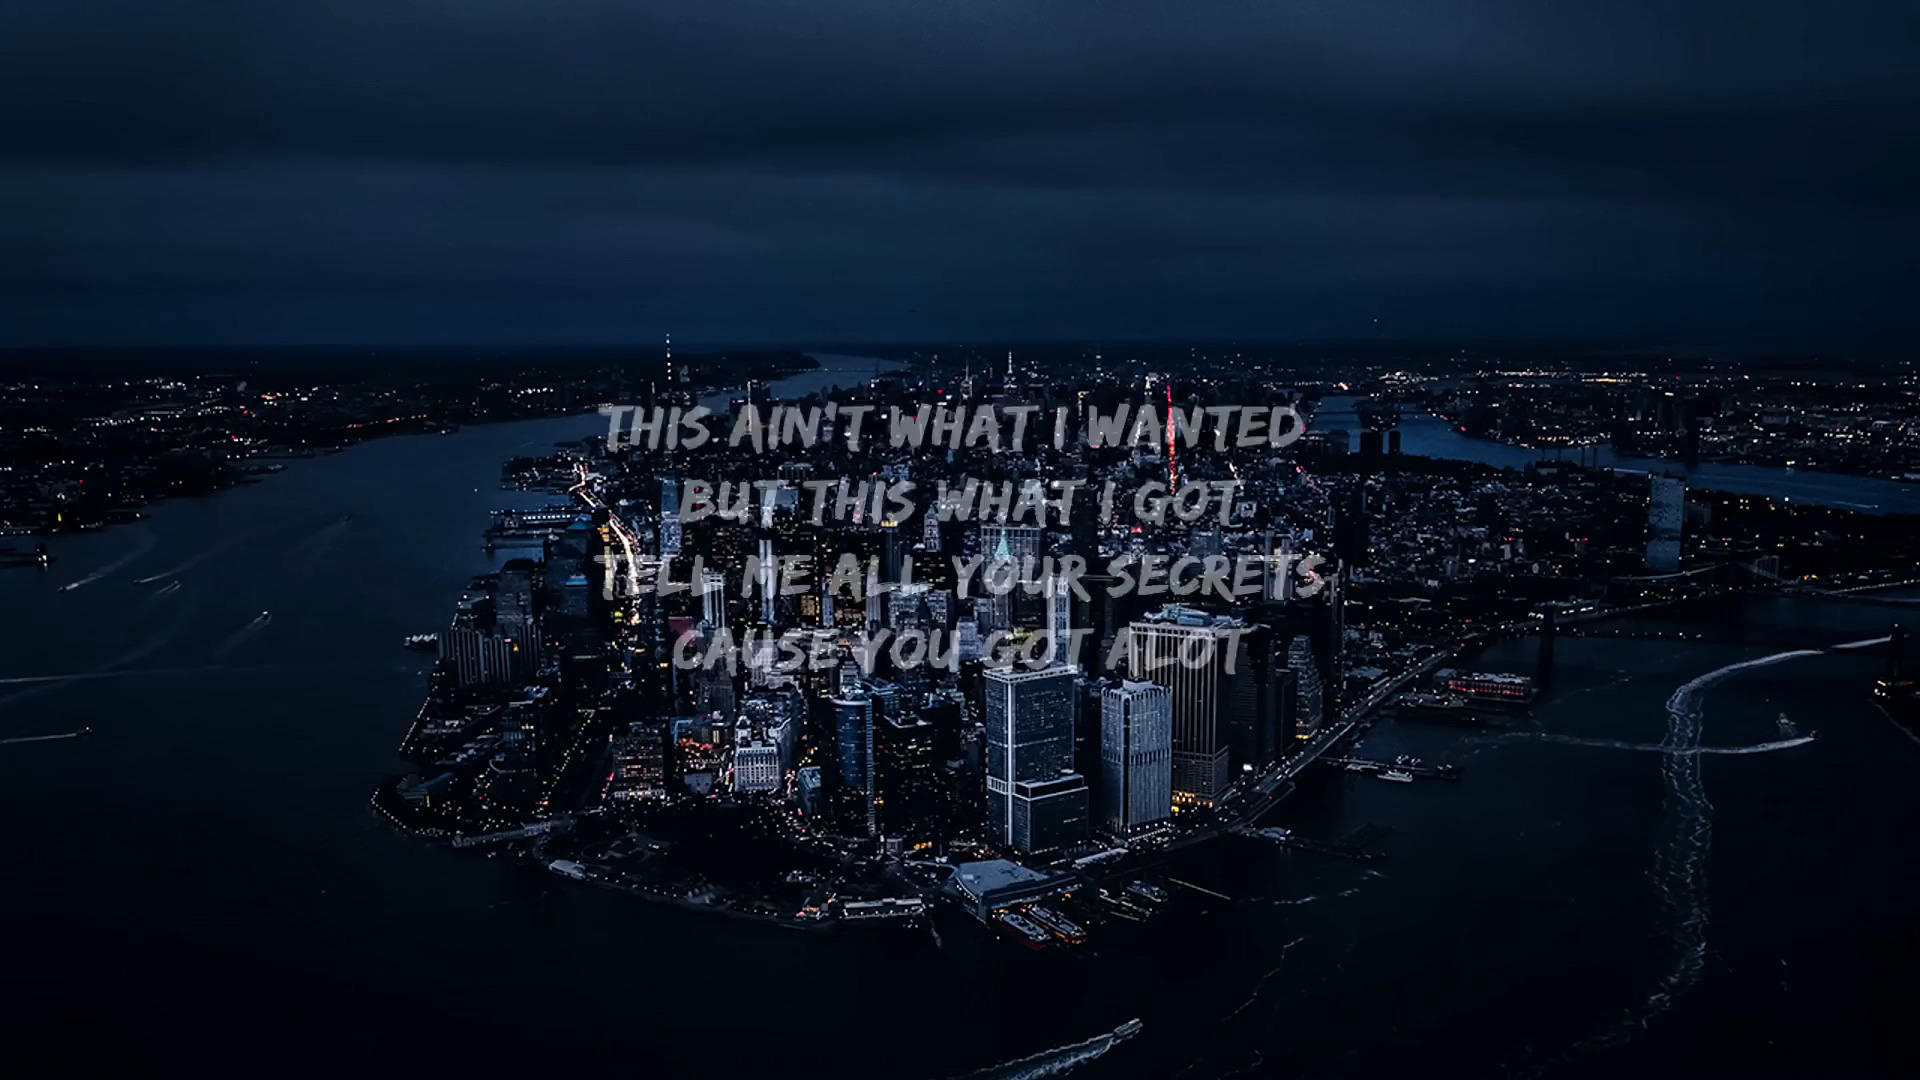 THIS AIN'T WHAT I WANTED
BUT THIS WHAT I GOT
TELL ME ALL YOUR SECRETS
CAUSE YOU GOT ALOT